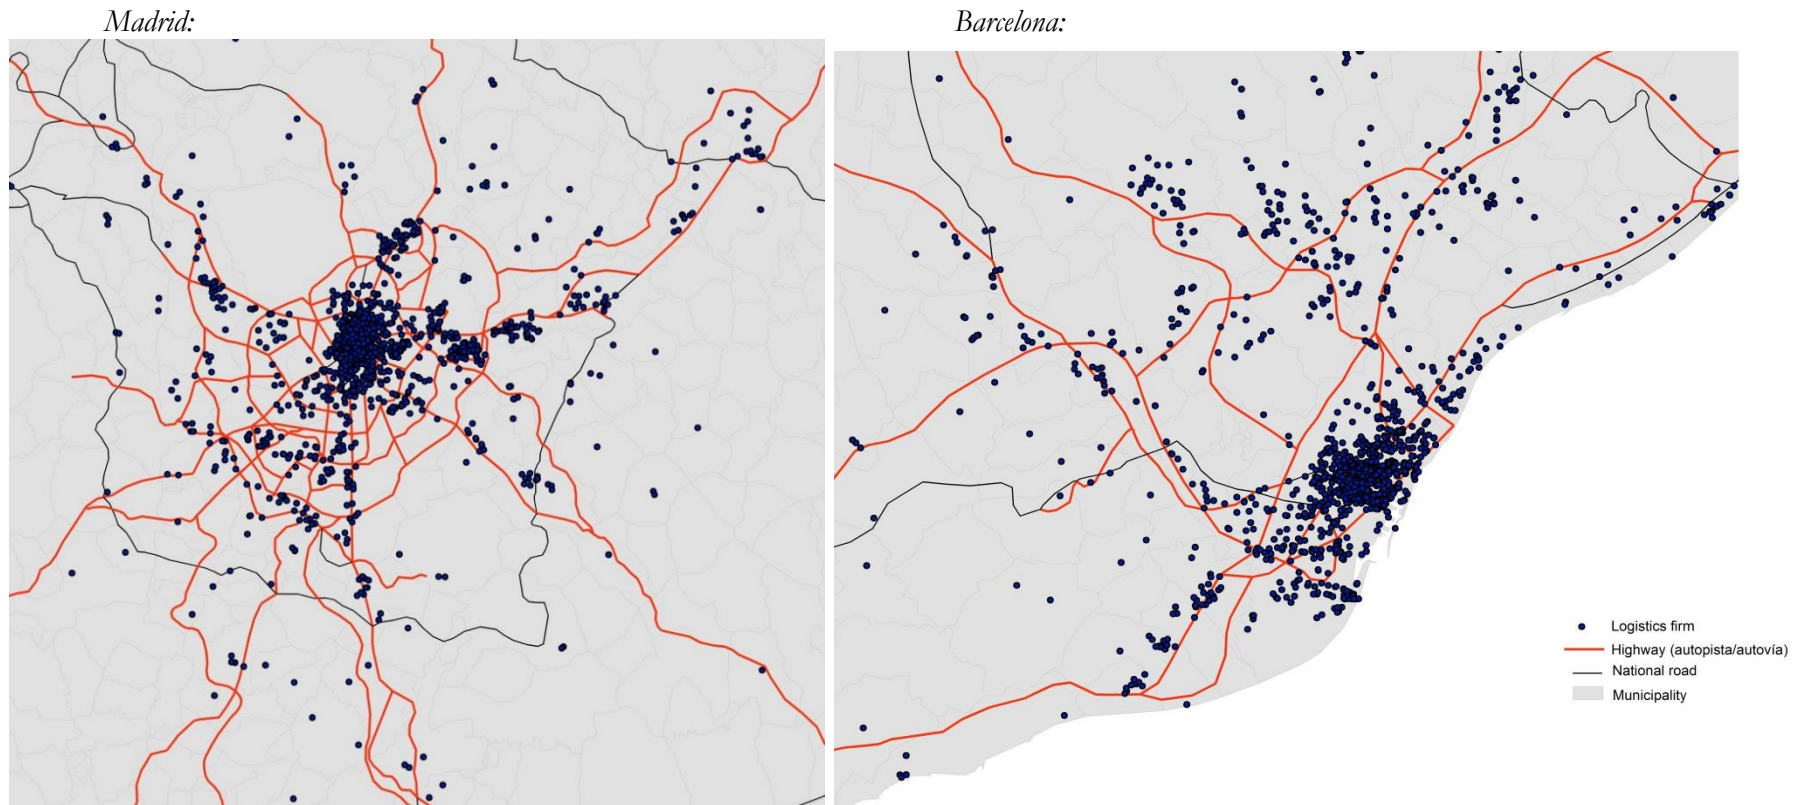 Madrid:
Barcelona:
Logistics firm
Highway (autopista/autovía)
National road
Municipality